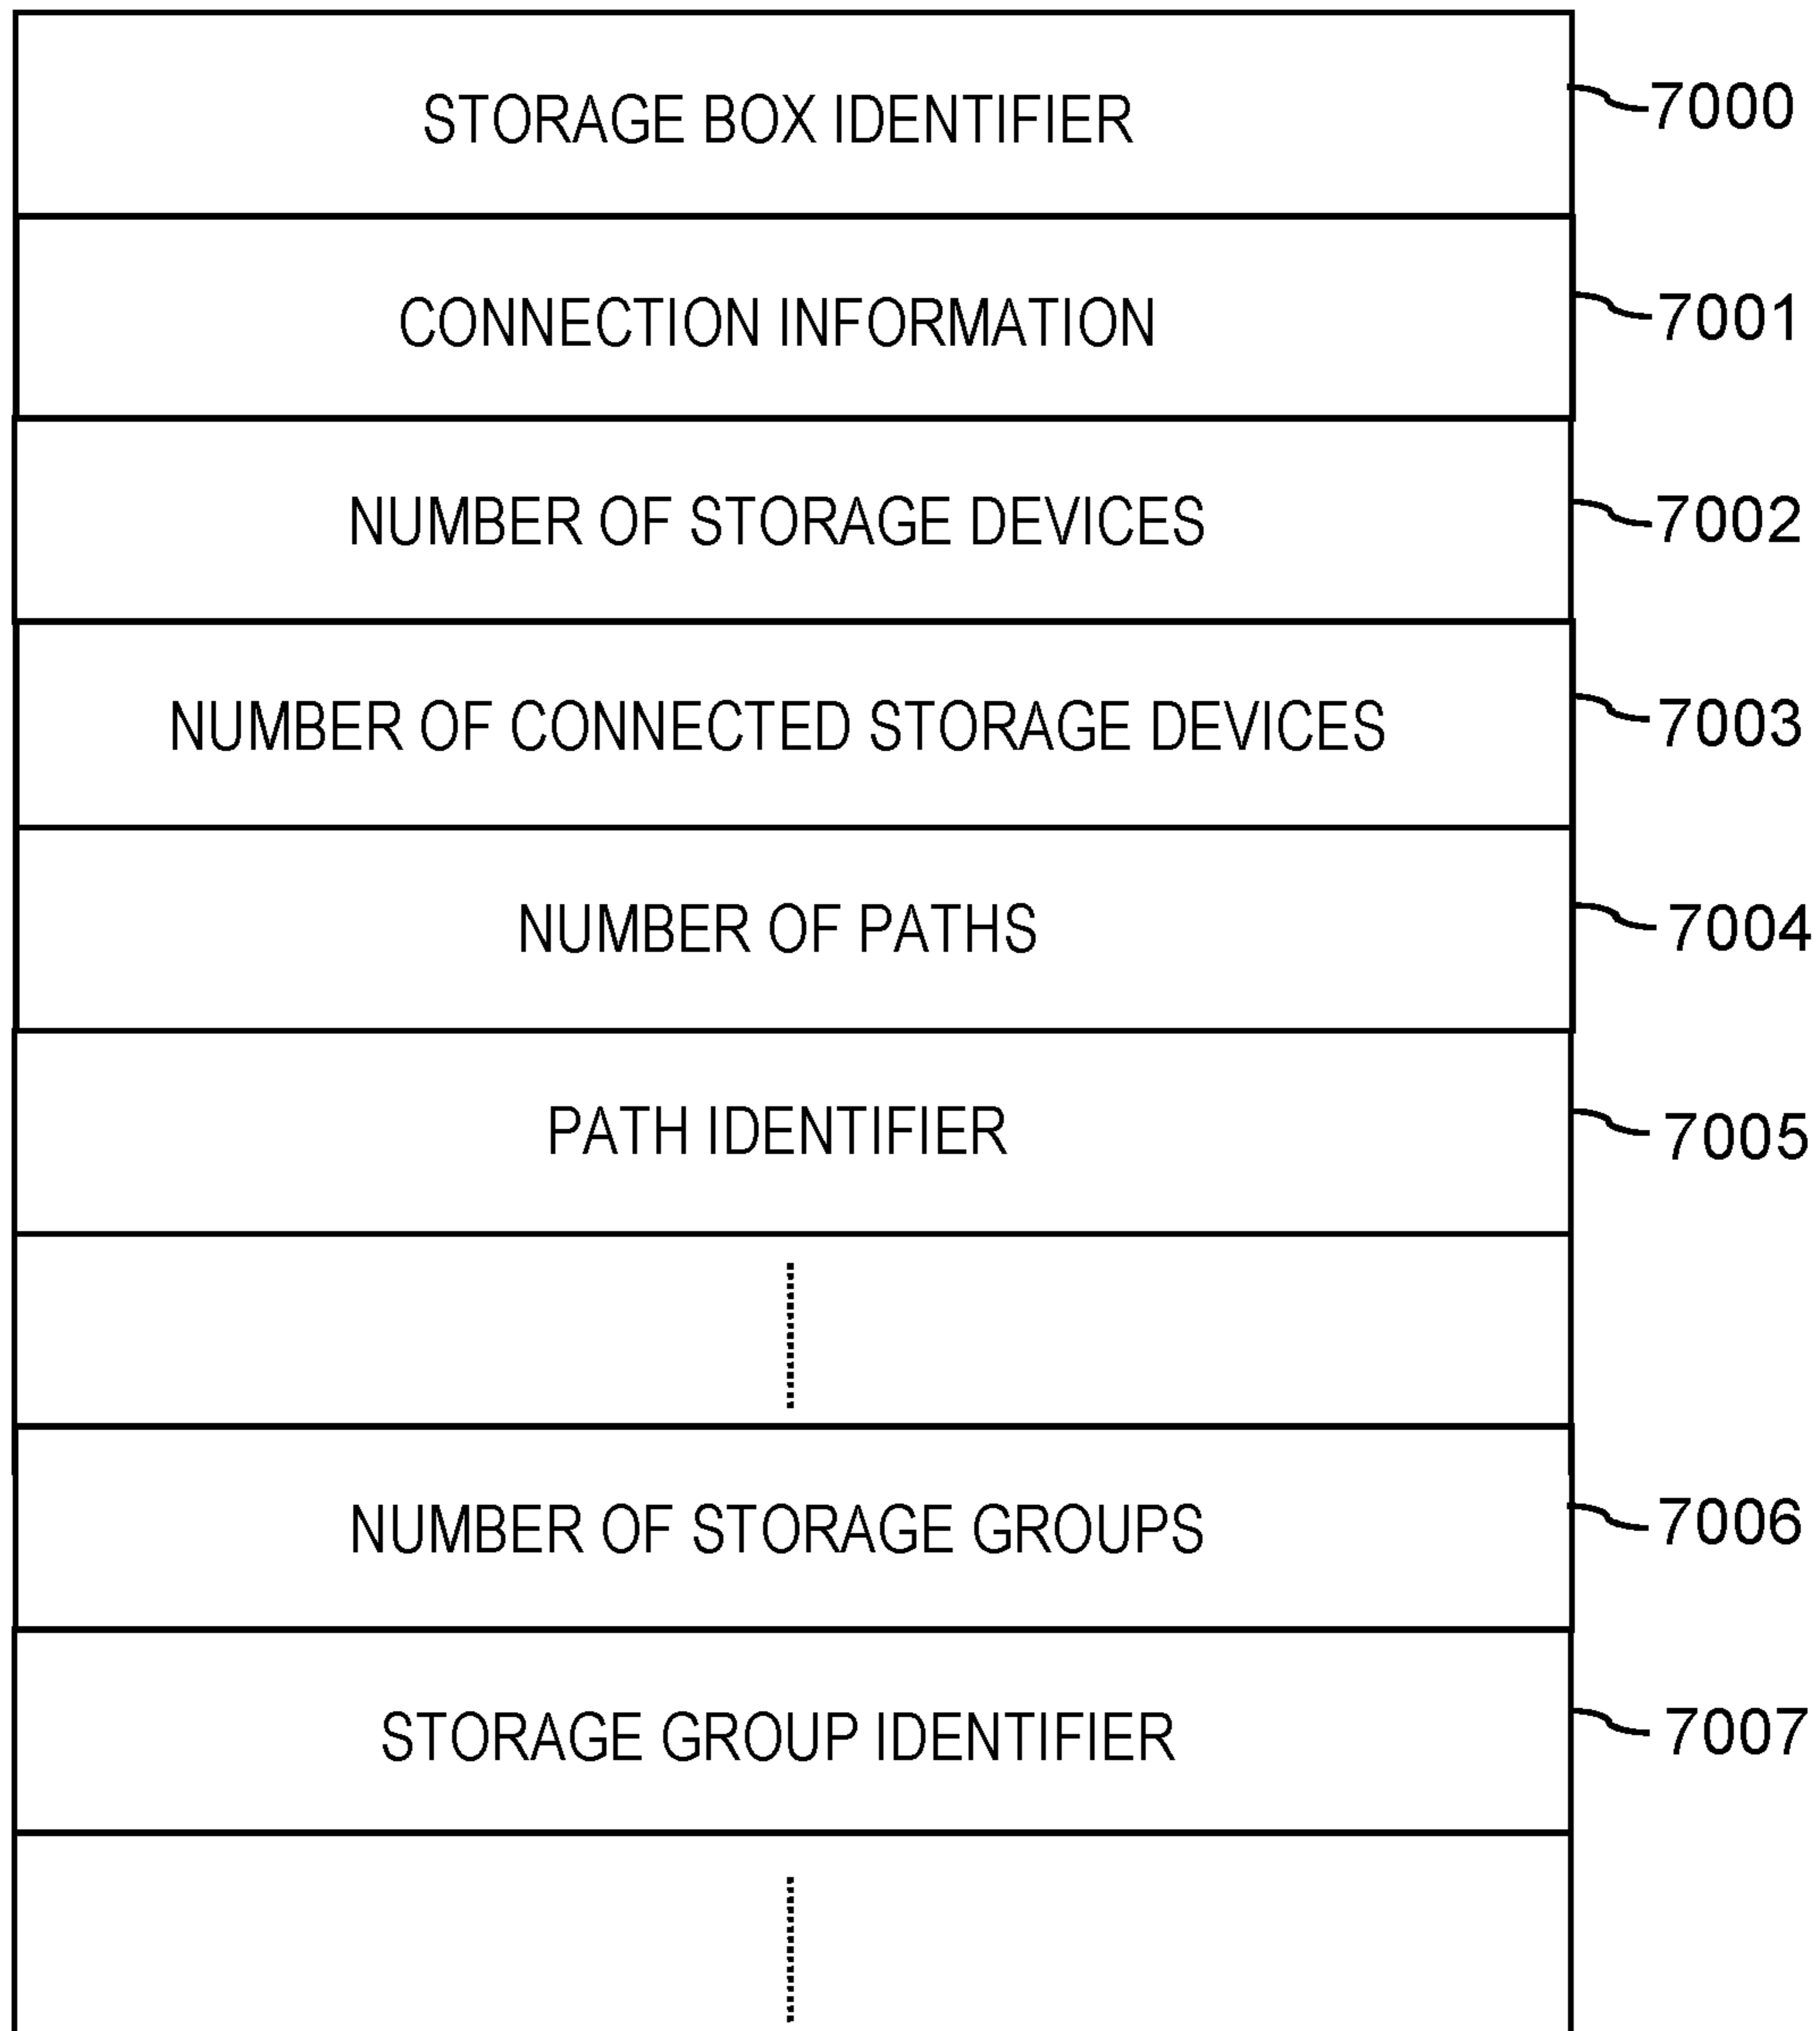 STORAGE BOX IDENTIFIER 7000
CONNECTION INFORMATION 7001
NUMBER OF STORAGE DEVICES 7002
NUMBER OF CONNECTED STORAGE DEVICES 7003
NUMBER OF PATHS 7004
PATH IDENTIFIER 7005
NUMBER OF STORAGE GROUPS 7006
STORAGE GROUP IDENTIFIER 7007